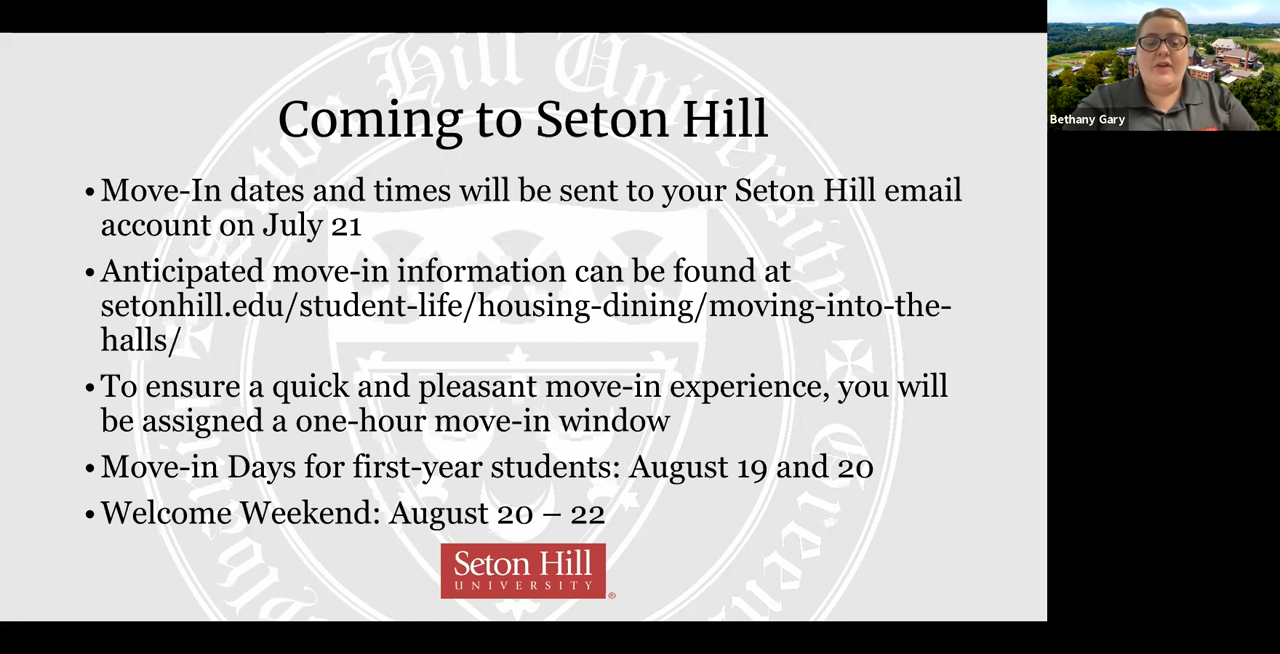 Coming to Seton Hill
• Move-In dates and times will be sent to your Seton Hill email
account on July 21
• Anticipated move-in information can be found at
setonhill.edu/student-life/housing-dining/moving-into-the-
halls/
• To ensure a quick and pleasant move-in experience, you will
be assigned a one-hour move-in window
• Move-in Days for first-year students: August 19 and 20
• Welcome Weekend: August 20 – 22
Seton Hill
UNIVERSITY®
Bethany Gary
Seton Hill University